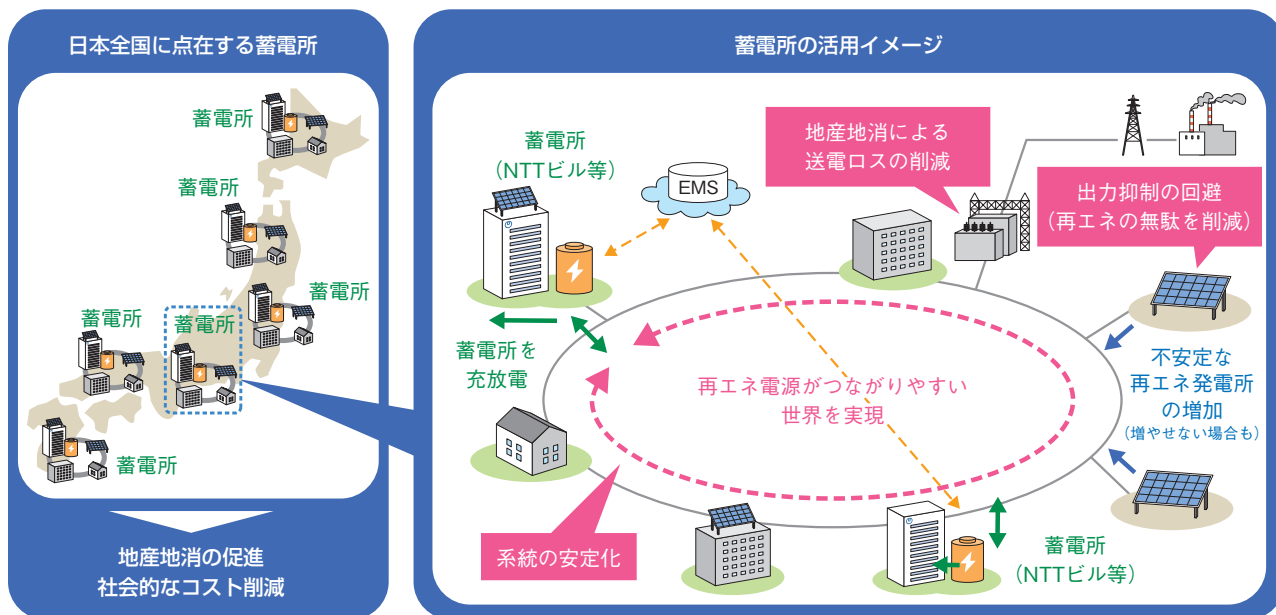 日本全国に点在する蓄電所
蓄電所
蓄電所
蓄電所
蓄電所
蓄電所
蓄電所
地産地消の促進
社会的なコスト削減
蓄電所の活用イメージ
蓄電所
（NTTビル等）
EMS
地産地消による
送電ロスの削減
出力抑制の回避
（再エネの無駄を削減）
蓄電所を
充放電
再エネ電源がつながりやすい
世界を実現
不安定な
再エネ発電所
の増加
（増やせない場合も）
系統の安定化
蓄電所
（NTTビル等）